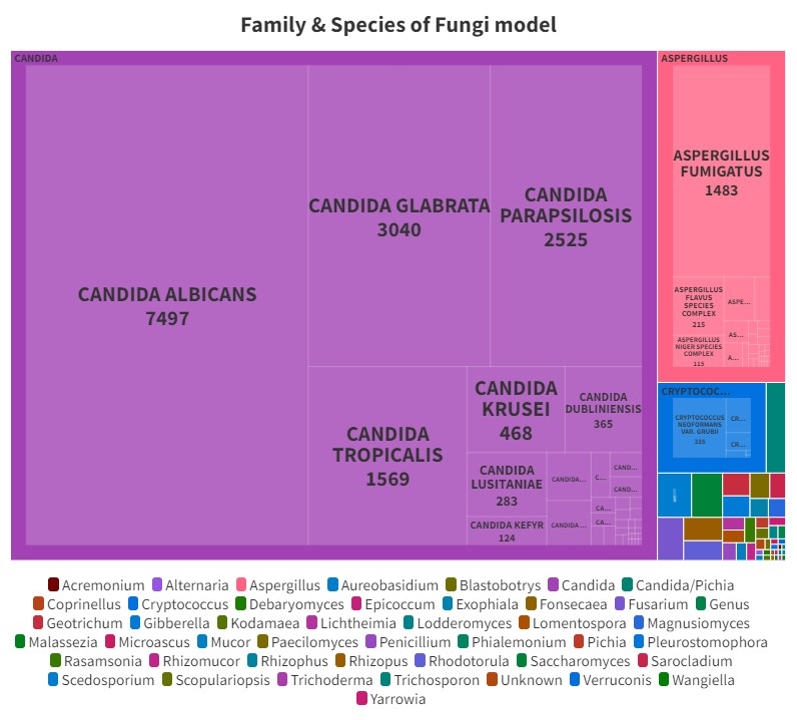 Family & Species of Fungi model
CANDIDA
CANDIDA ALBICANS
7497
CANDIDA GLABRATA
3040
CANDIDA
PARAPSILOSIS
2525
CANDIDA
TROPICALIS
1569
CANDIDA
KRUSEI
468
CANDIDA
DUBLINIENSIS
365
CANDIDA
LUSITANIAE
283
CANDIDA KEFYR
124
CANDIDA...
CANDIDA ...
C...
CAND...
CAND...
CA...
CA...
ASPERGILLUS
ASPERGILLUS
FUMIGATUS
1483
ASPERGILLUS
FLAVUS
SPECIES
COMPLEX
215
ASPERGILLUS
NIGER SPECIES
COMPLEX
115
ASPE...
AS...
A...
CRYPTOCOC...
CRYPTOCOCCUS
NEOFORMANS
VAR. GRUBII
335
CR...
CR...
Acremonium Alternaria Aspergillus Aureobasidium Blastobotrys Candida Candida/Pichia
Coprinellus Cryptococcus Debaryomyces Epicoccum Exophiala Fonsecaea Fusarium Genus
Geotrichum Gibberella Kodamaea Lichtheimia Lodderomyces Lomentospora Magnusiomyces
Malassezia Microascus Mucor Paecilomyces Penicillium Phialemonium Pichia Pleurostomophora
Rasamsonia Rhizomucor Rhizophus Rhizopus Rhodotorula Saccharomyces Sarocladium
Scedosporium Scopulariopsis Trichoderma Trichosporon Unknown Verruconis Wangiella
Yarrowia